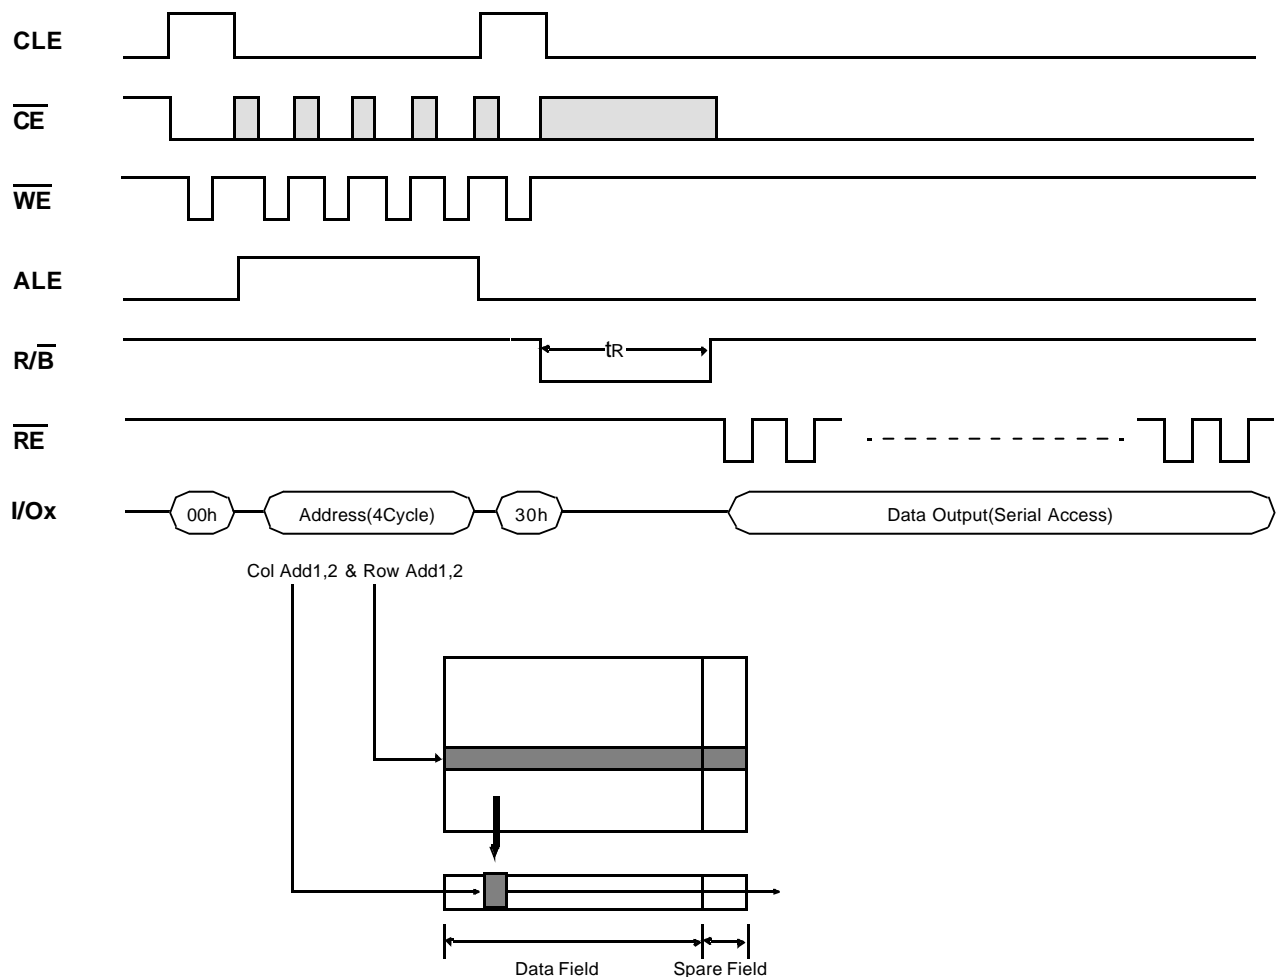 CLE
CE
WE
ALE
R/B
tR
RE
I/Ox
00h
Address(4Cycle)
30h
Data Output(Serial Access)
Col Add1,2 & Row Add1,2
Data Field
Spare Field